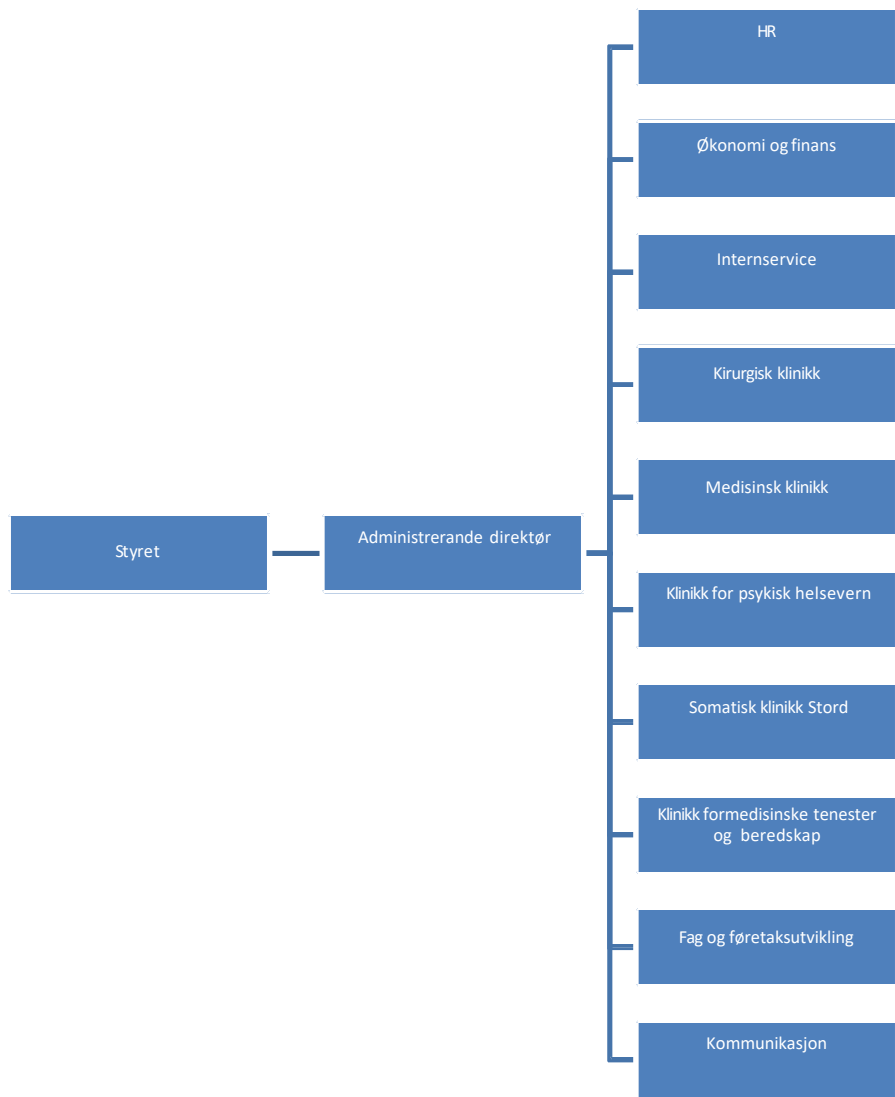 HR
Økonomi og finans
Internservice
Kirurgisk klinikk
Medisinsk klinikk
Styret
Administrerande direktør
Klinikk for psykisk helsevern
Somatisk klinikk Stord
Klinikk formedisinske tenester
og beredskap
Fag og føretaksutvikling
Kommunikasjon